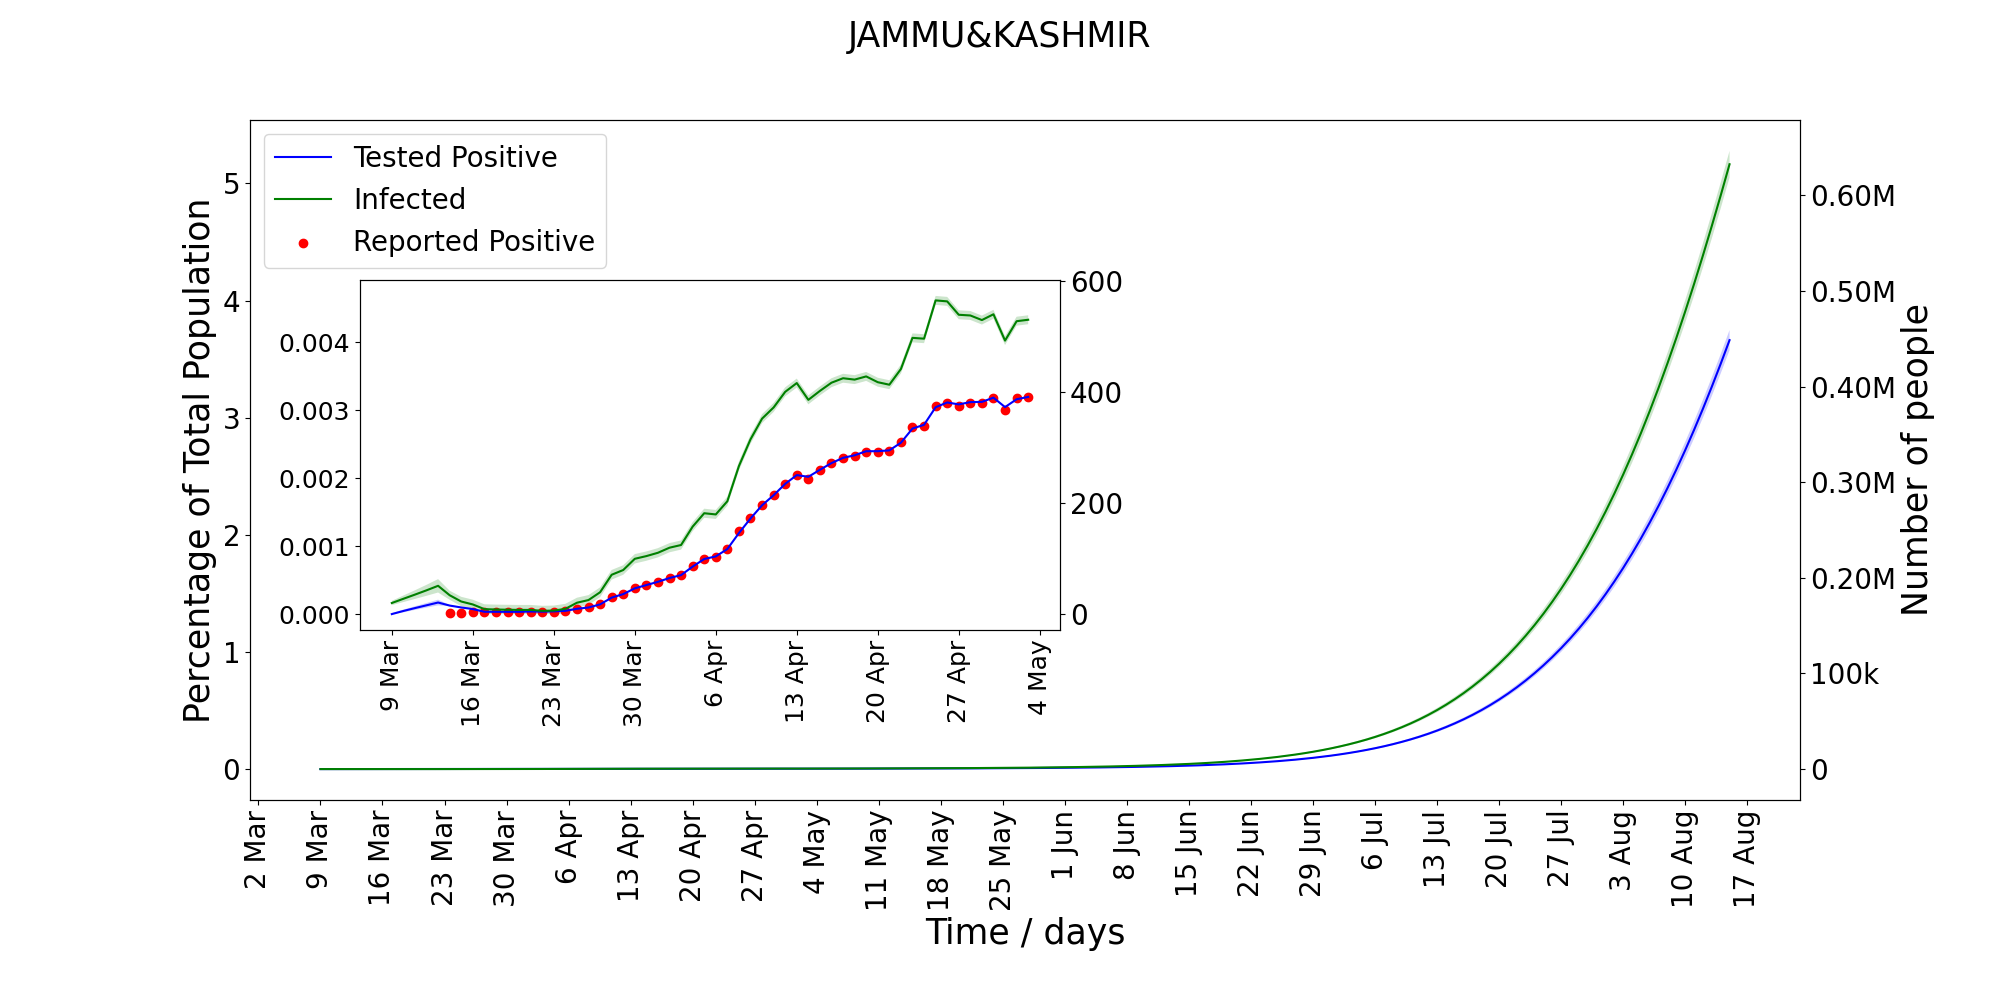 JAMMU&KASHMIR
Tested Positive
Infected
Reported Positive
Percentage of Total Population
5
4
3
2
1
0
0.004
0.003
0.002
0.001
0.000
600
400
200
0
9 Mar
16 Mar
23 Mar
30 Mar
6 Apr
13 Apr
20 Apr
27 Apr
4 May
0.60M
0.50M
0.40M
0.30M
0.20M
100k
0
Number of people
2 Mar
9 Mar
16 Mar
23 Mar
30 Mar
6 Apr
13 Apr
20 Apr
27 Apr
4 May
11 May
18 May
25 May
1 Jun
8 Jun
15 Jun
22 Jun
29 Jun
6 Jul
13 Jul
20 Jul
27 Jul
3 Aug
10 Aug
17 Aug
Time / days